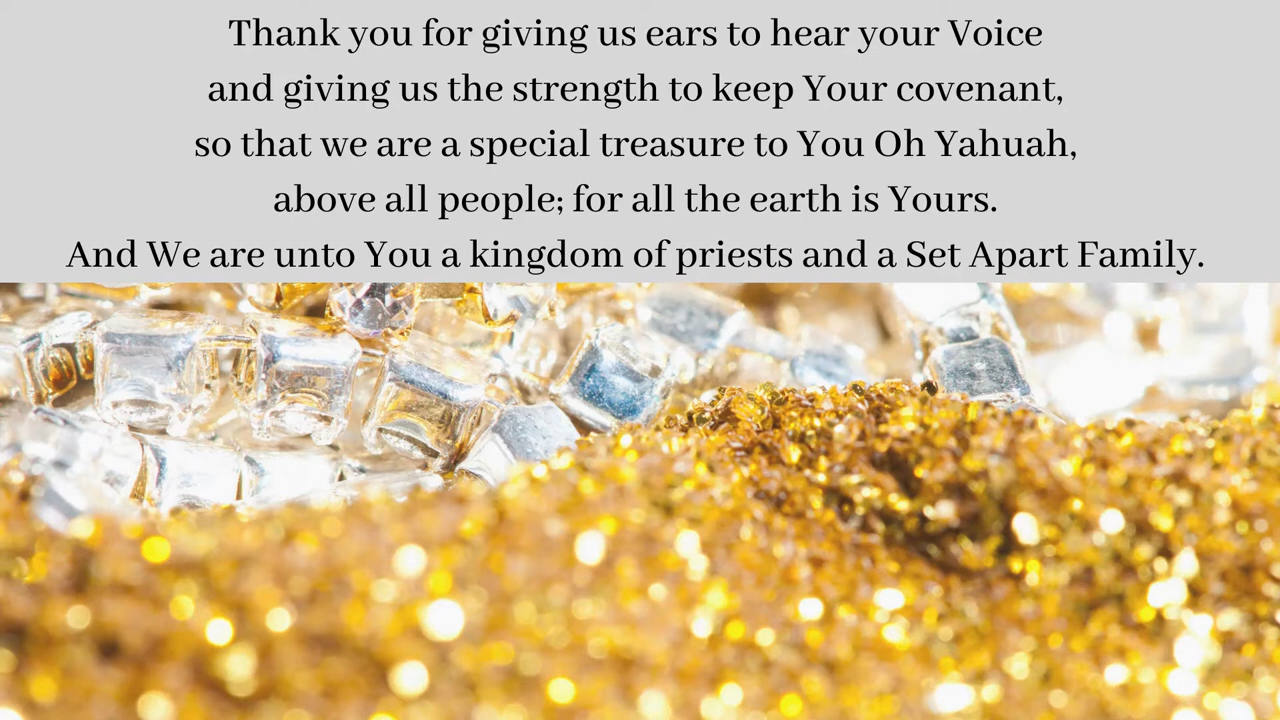 Thank you for giving us ears to hear your Voice
and giving us the strength to keep Your covenant,
so that we are a special treasure to You Oh Yahuah,
above all people; for all the earth is Yours.
And We are unto You a kingdom of priests and a Set Apart Family.